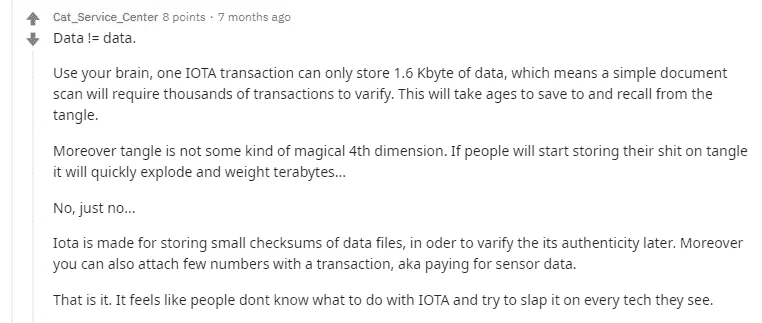 Cat_Service_Center 8 points · 7 months ago
Data != data.
Use your brain, one IOTA transaction can only store 1.6 Kbyte of data, which means a simple document
scan will require thousands of transactions to varify. This will take ages to save to and recall from the
tangle.
Moreover tangle is not some kind of magical 4th dimension. If people will start storing their shit on tangle
it will quickly explode and weight terabytes...
No, just no...
Iota is made for storing small checksums of data files, in oder to varify the its authenticity later. Moreover
you can also attach few numbers with a transaction, aka paying for sensor data.
That is it. It feels like people dont know what to do with IOTA and try to slap it on every tech they see.